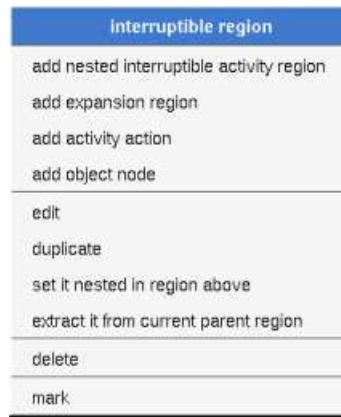 interruptible region
add nested interruptible activity region
add expansion region
add activity action
add object node
edit
duplicate
set it nested in region above
extract it from current parent region
delete
mark